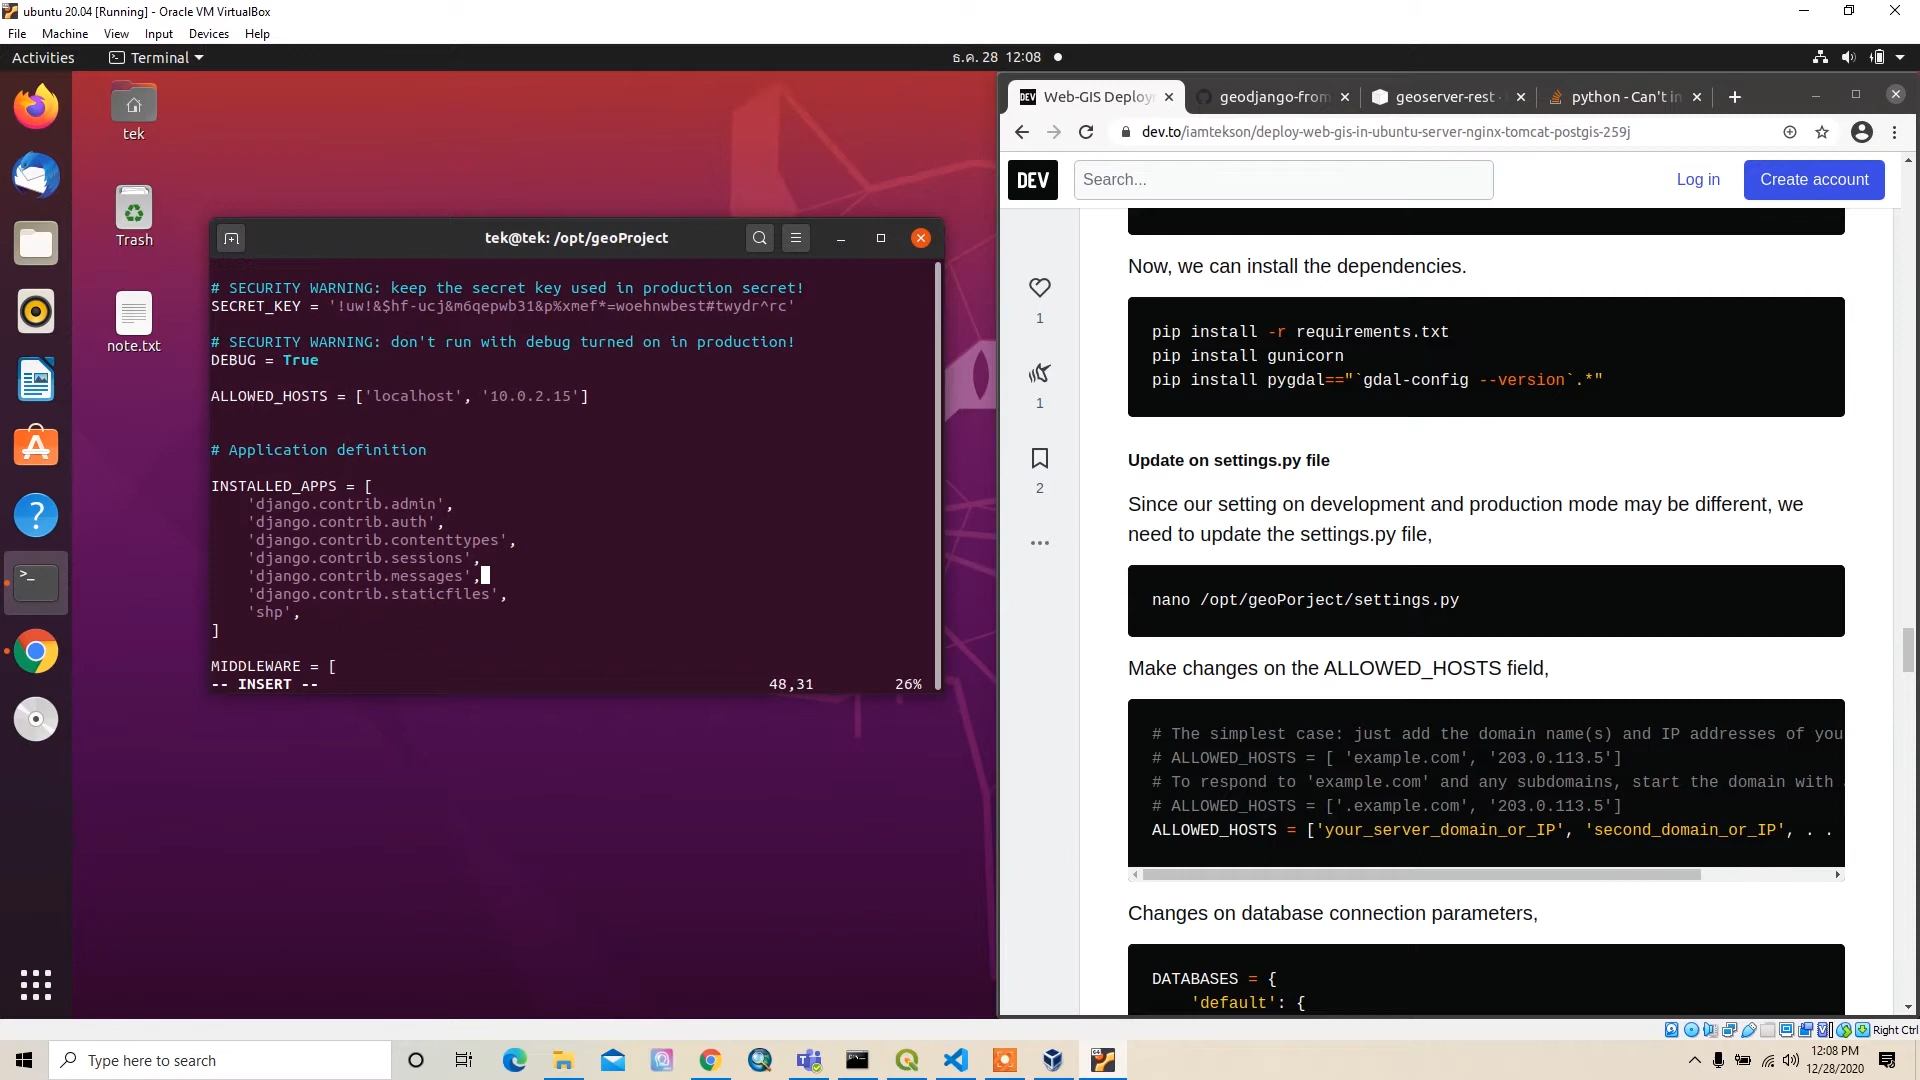 ubuntu 20.04 [Running] - Oracle VM VirtualBox
File Machine View Input Devices Help
Activities Terminal ธ.ค. 28 12:08
tek
Trash
note.txt
tek@tek: /opt/geoProject
# SECURITY WARNING: keep the secret key used in production secret!
SECRET_KEY = '!uw!&$hf-ucj&m6qepwb31&p%xmef*=woehnwbest#twydr^rc'
# SECURITY WARNING: don't run with debug turned on in production!
DEBUG = True
ALLOWED_HOSTS = ['localhost', '10.0.2.15']
# Application definition
INSTALLED_APPS = [
'django.contrib.admin',
'django.contrib.auth',
'django.contrib.contenttypes',
'django.contrib.sessions',
'django.contrib.messages',
'django.contrib.staticfiles',
'shp',
]
MIDDLEWARE = [
-- INSERT -- 48,31 26%
DEV Web-GIS Deploy geodjango-from geoserver-rest - python - Can't in
dev.to/iamtekson/deploy-web-gis-in-ubuntu-server-nginx-tomcat-postgis-259j
DEV Search... Log in Create account
1
1
2
Now, we can install the dependencies.
pip install -r requirements.txt
pip install gunicorn
pip install pygdal=="`gdal-config --version`.*"
Update on settings.py file
Since our setting on development and production mode may be different, we
need to update the settings.py file,
nano /opt/geoPorject/settings.py
Make changes on the ALLOWED_HOSTS field,
# The simplest case: just add the domain name(s) and IP addresses of you
# ALLOWED_HOSTS = [ 'example.com', '203.0.113.5']
# To respond to 'example.com' and any subdomains, start the domain with
# ALLOWED_HOSTS = ['.example.com', '203.0.113.5']
ALLOWED_HOSTS = ['your_server_domain_or_IP', 'second_domain_or_IP', . .
Changes on database connection parameters,
DATABASES = {
'default': {
Right Ctrl
Type here to search
12:08 PM
12/28/2020